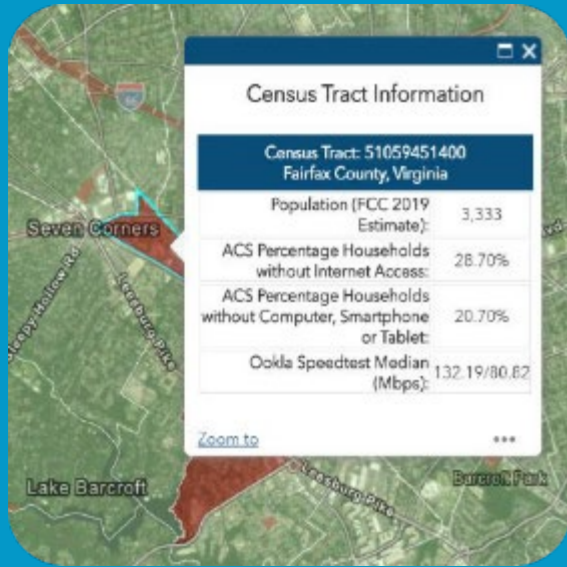 Census Tract Information
Census Tract: 51059451400
Fairfax County, Virginia
Population (FCC 2019
Estimate):
3,333
ACS Percentage Households
without Internet Access:
28.70%
ACS Percentage Households
without Computer, Smartphone
or Tablet:
20.70%
Ookla Speedtest Median
(Mbps):
132.19/80.82
Zoom to
66
Seven Corners
Sleepy Hollow Rd
Leesburg Pike
Lake Barcroft
Leesburg Pike
Barcroft Park